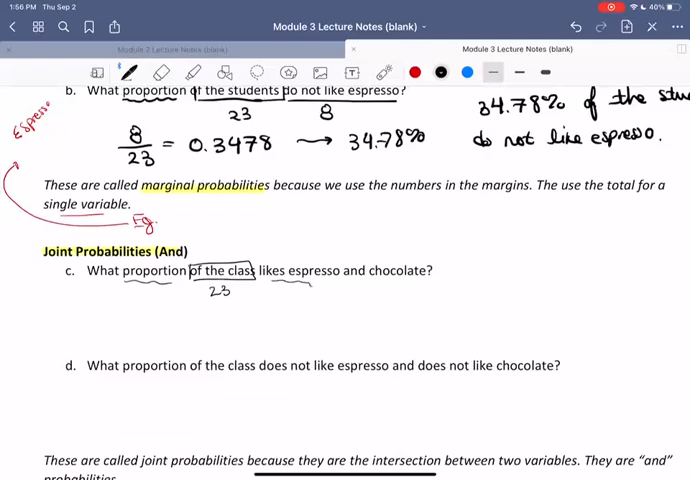 1:56 PM Thu Sep 2
40%
Module 3 Lecture Notes (blank)
Module 2 Lecture Notes (blank)
Module 3 Lecture Notes (blank)
b. What proportion of the students do not like espresso?
23 8
8/23 = 0.3478 → 34.78%
34.78% of the stu
do not like espresso.
Espresso
These are called marginal probabilities because we use the numbers in the margins. The use the total for a
single variable.
Eg.
Joint Probabilities (And)
c. What proportion of the class likes espresso and chocolate?
23
d. What proportion of the class does not like espresso and does not like chocolate?
These are called joint probabilities because they are the intersection between two variables. They are "and"
probabilities.